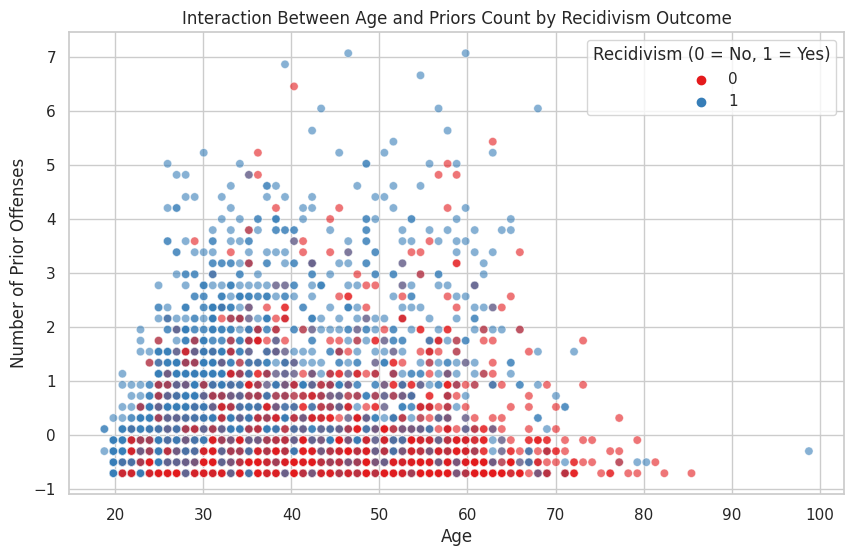 Interaction Between Age and Priors Count by Recidivism Outcome
Number of Prior Offenses
7
6
5
4
3
2
1
0
−1
Recidivism (0 = No, 1 = Yes)
0
1
20 30 40 50 60 70 80 90 100
Age